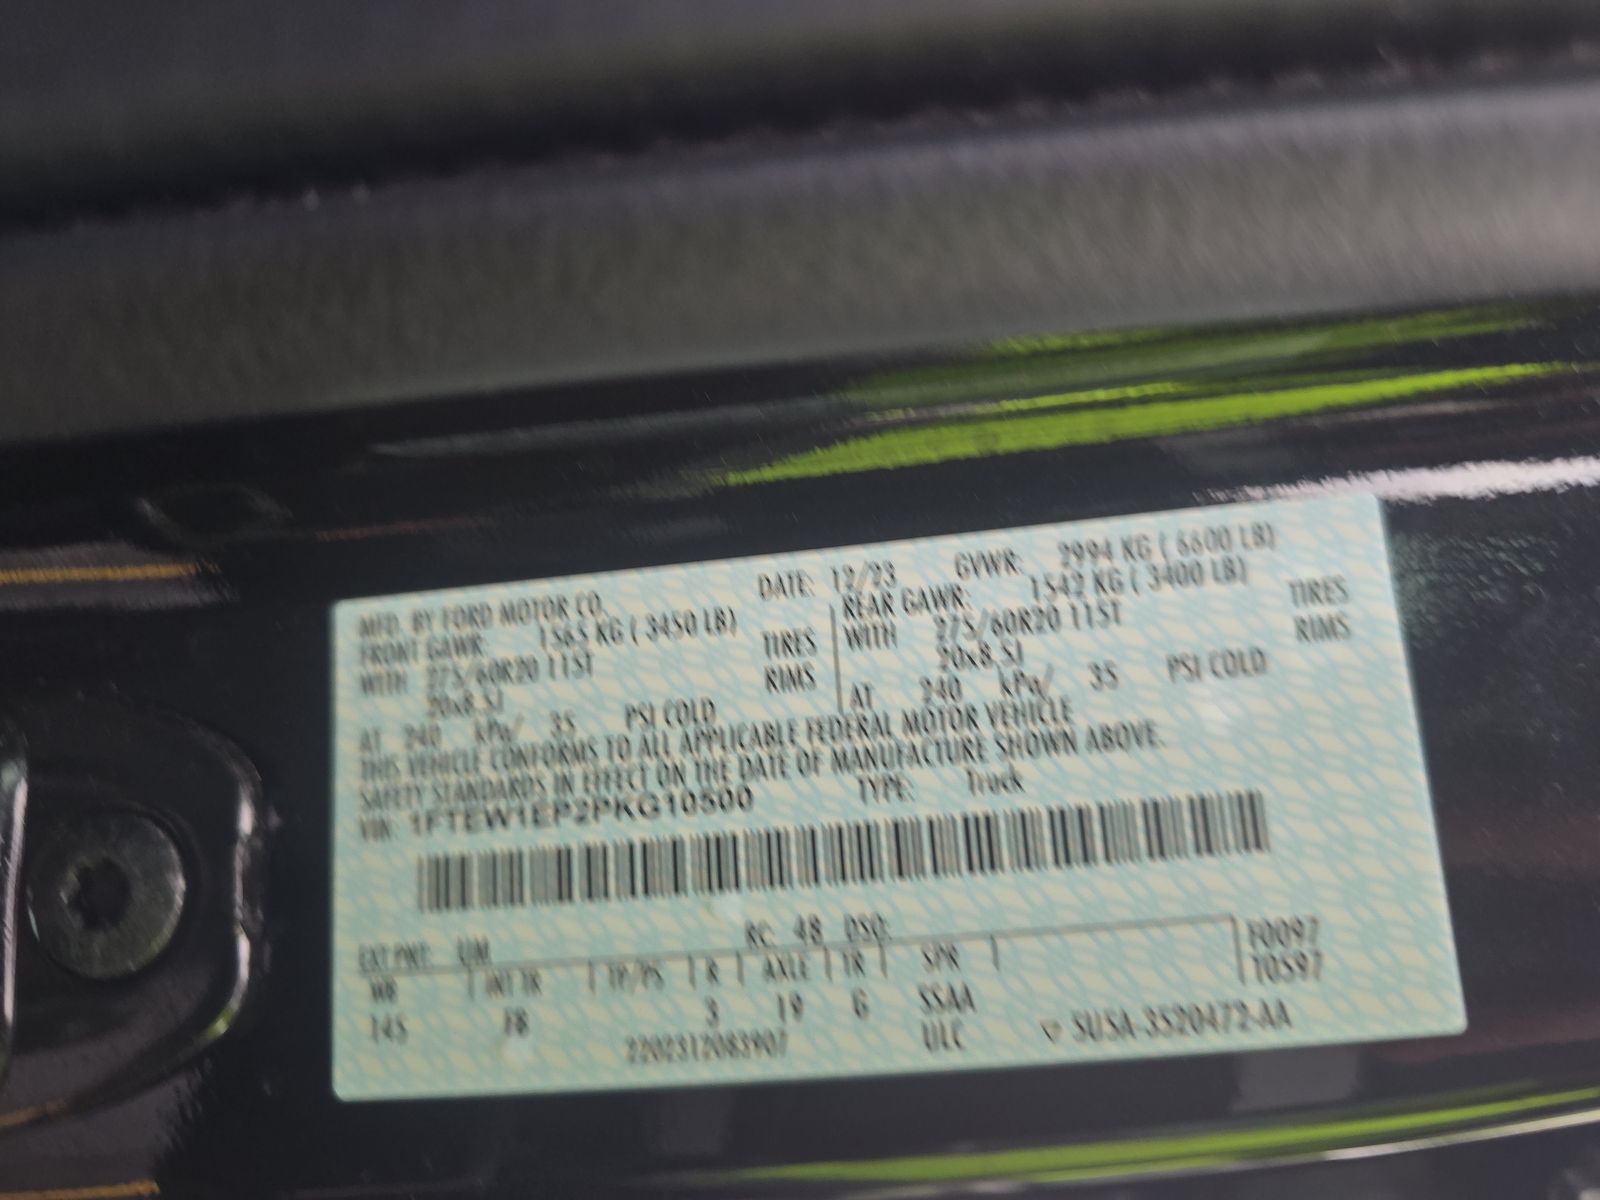 MFD. BY FORD MOTOR CO. DATE: 12/23 GVWR: 2994 KG ( 6600 LB)
FRONT GAWR: 1565 KG ( 3450 LB) REAR GAWR: 1542 KG ( 3400 LB)
WITH 275/60R20 115T TIRES WITH 275/60R20 115T TIRES
20x8.5J RIMS 20x8.5J RIMS
AT 240 kPa/ 35 PSI COLD AT 240 kPa/ 35 PSI COLD
THIS VEHICLE CONFORMS TO ALL APPLICABLE FEDERAL MOTOR VEHICLE
SAFETY STANDARDS IN EFFECT ON THE DATE OF MANUFACTURE SHOWN ABOVE.
VIN: 1FTEW1EP2PKG10500 TYPE: Truck
EXT PNT: UM RC: 48 DSO: F0097
WB INT TR TP/PS R AXLE TR SPR T0597
145 3 19 G SSAA
2202312083907 ULC SUSA-3520472-AA